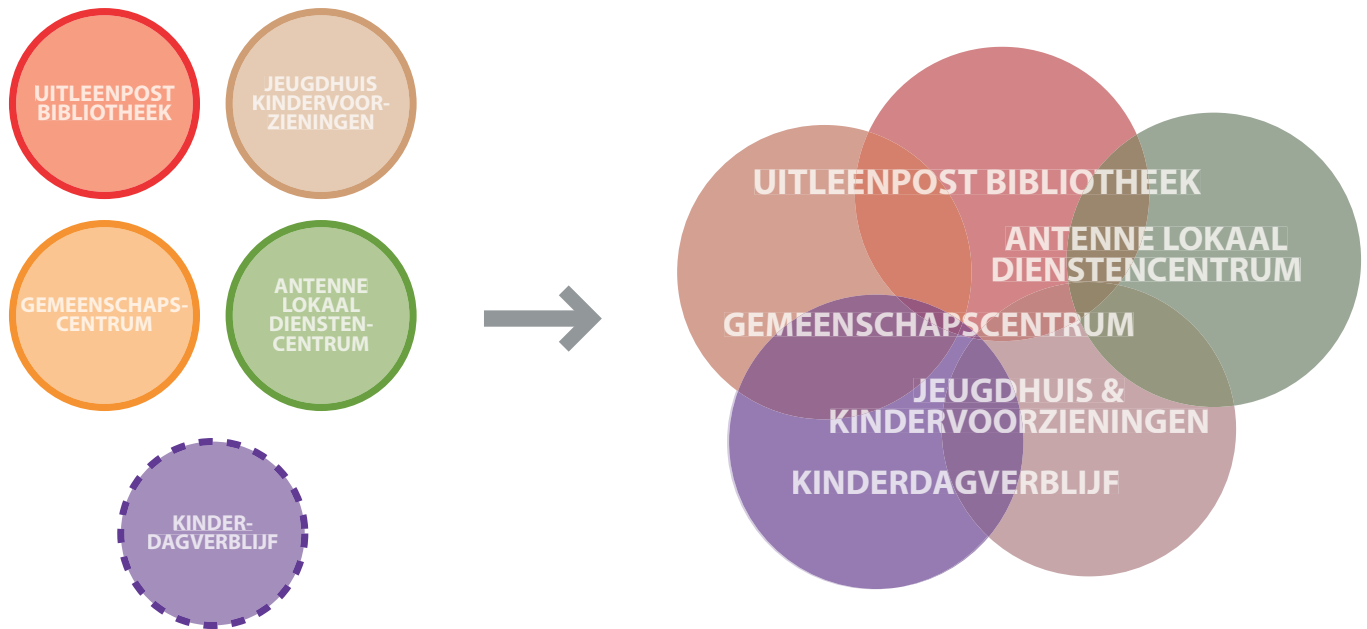 UITLEENPOST
BIBLIOTHEEK
JEUGDHUIS
KINDERVOOR-
ZIENINGEN
GEMEENSCHAPS-
CENTRUM
ANTENNE
LOKAAL
DIENSTEN-
CENTRUM
KINDER-
DAGVERBLIJF
UITLEENPOST BIBLIOTHEEK
ANTENNE LOKAAL
DIENSTENCENTRUM
GEMEENSCHAPSCENTRUM
JEUGDHUIS &
KINDERVOORZIENINGEN
KINDERDAGVERBLIJF